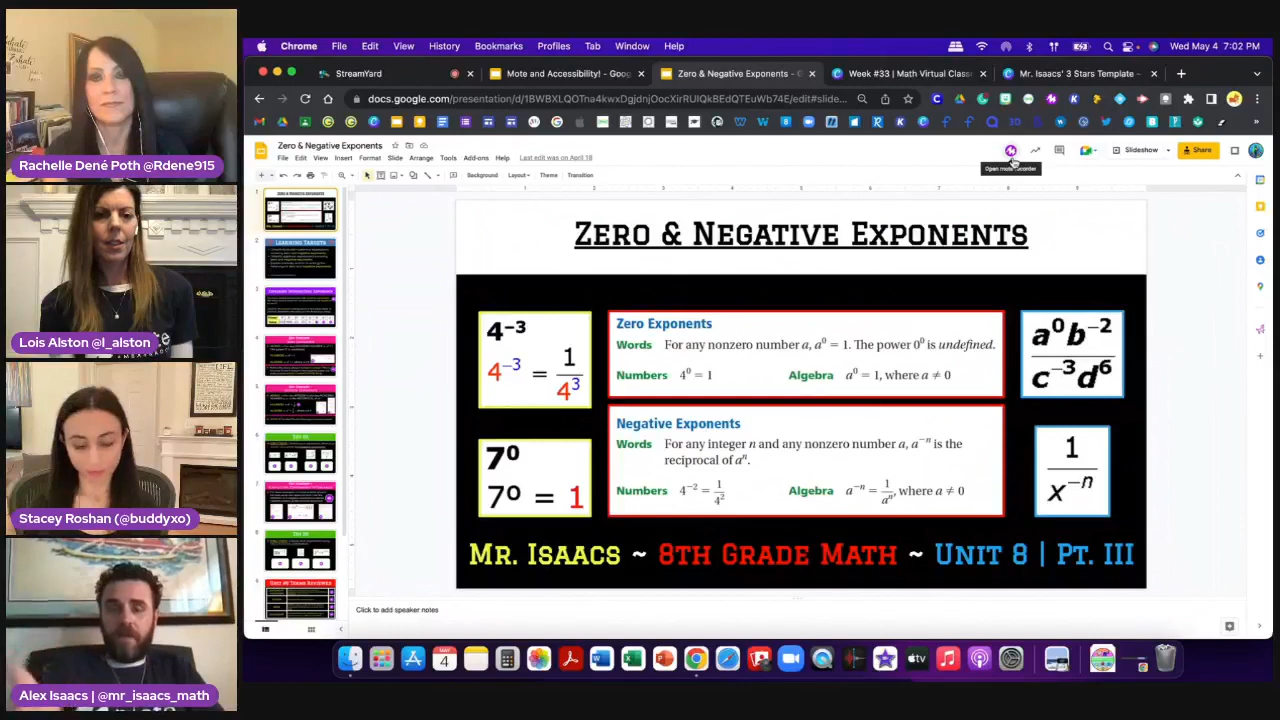 Rachelle Dené Poth @Rdene915
Lois Alston @l_alston
Stacey Roshan (@buddyxo)
Alex Isaacs | @mr_isaacs_math
Chrome File Edit View History Bookmarks Profiles Tab Window Help
Wed May 4 7:02 PM
StreamYard
Mote and Accessibility! - Goog
Zero & Negative Exponents - G
Week #33 | Math Virtual Class
Mr. Isaacs' 3 Stars Template -
docs.google.com/presentation/d/1BWBXLQOTna4kwxDgjdnjOocXirRUIQkBEdQTEuWb74E/edit#slide...
Zero & Negative Exponents
File Edit View Insert Format Slide Arrange Tools Add-ons Help Last edit was on April 18
Slideshow
Share
Open mote recorder
Background Layout Theme Transition
ZERO & NEGATIVE EXPONENTS
4⁻³
4⁻³ = 1/4³
7⁰
7⁰ = 1
Zero Exponents
Words For any nonzero number a, a⁰ = 1. The power 0⁰ is undefined.
Numbers 4⁰ = 1 Algebra a⁰ = 1, where a ≠ 0
Negative Exponents
Words For any integer n and any nonzero number a, a⁻ⁿ is the
reciprocal of aⁿ.
Numbers 4⁻² = 1/4² Algebra a⁻ⁿ = 1/aⁿ, where a ≠ 0
a⁰b⁻²/c⁻³d⁶
1/x⁻ⁿ
MR. ISAACS ~ 8TH GRADE MATH ~ UNIT 8 | PT. III
Click to add speaker notes
LEARNING TARGETS